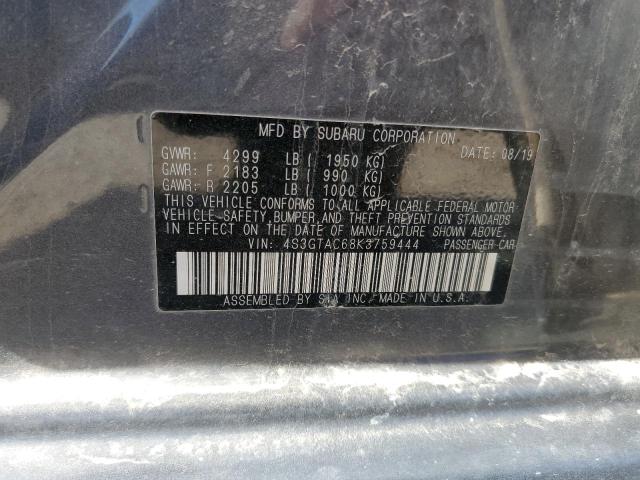 MFD BY SUBARU CORPORATION
DATE: 08/19
GVWR: 4299 LB ( 1950 KG)
GAWR: F 2183 LB ( 990 KG)
GAWR: R 2205 LB ( 1000 KG)
THIS VEHICLE CONFORMS TO ALL APPLICABLE FEDERAL MOTOR
VEHICLE-SAFETY, BUMPER, AND THEFT PREVENTION STANDARDS
IN EFFECT ON THE DATE OF MANUFACTURE SHOWN ABOVE.
VIN: 4S3GTAC68K3759444 PASSENGER CAR
ASSEMBLED BY SIA INC. MADE IN U.S.A.